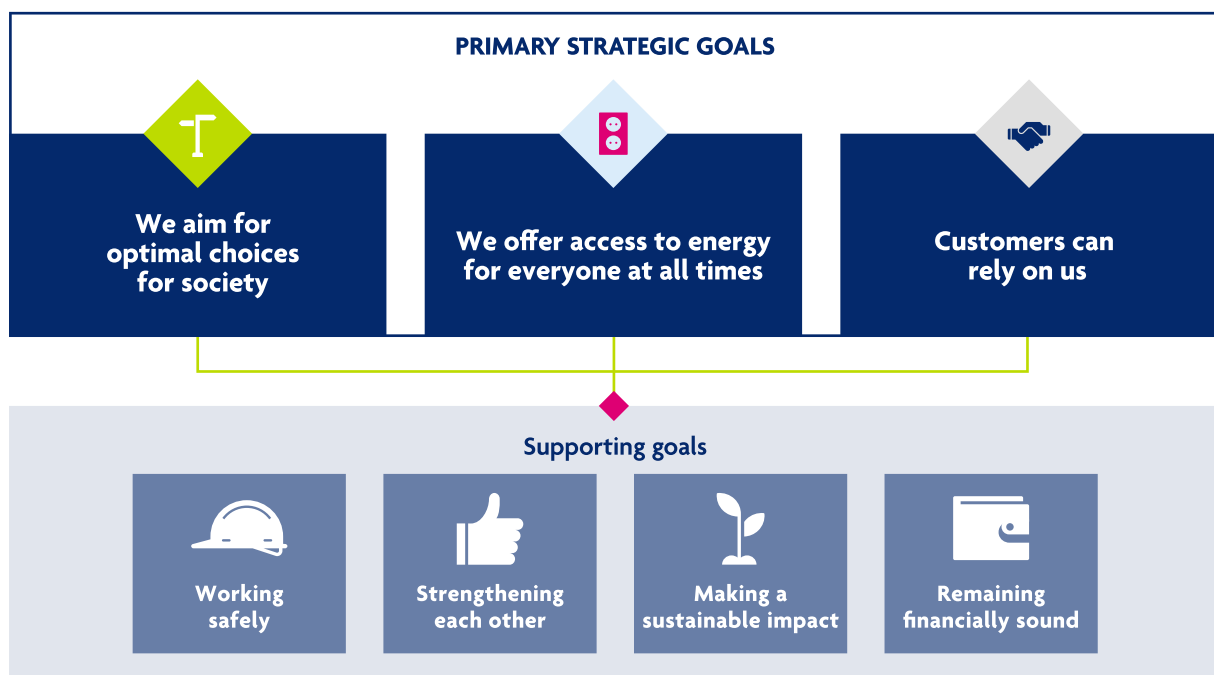 PRIMARY STRATEGIC GOALS
We aim for
optimal choices
for society
We offer access to energy
for everyone at all times
Customers can
rely on us
Supporting goals
Working
safely
Strengthening
each other
Making a
sustainable impact
Remaining
financially sound